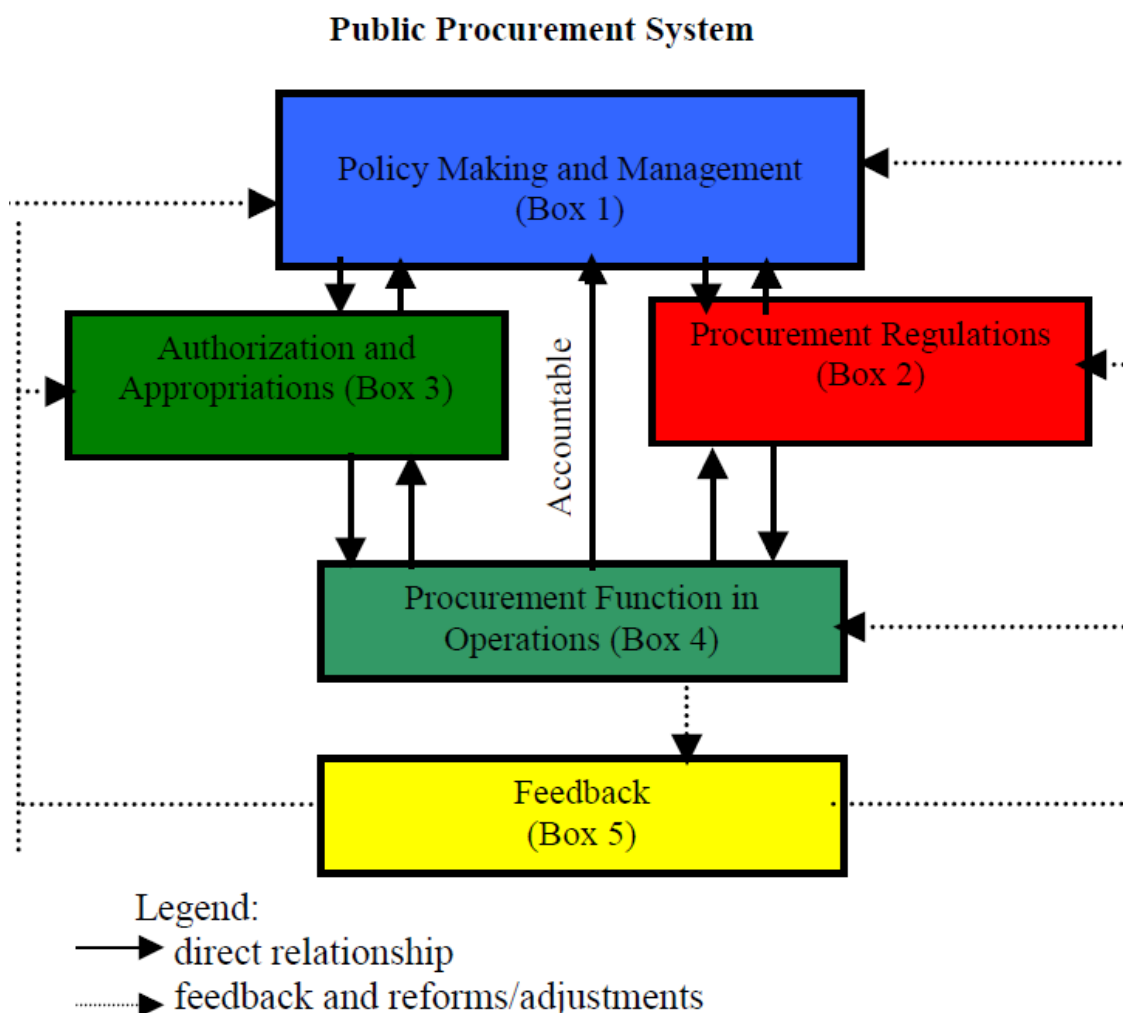 Public Procurement System
Policy Making and Management
(Box 1)
Authorization and
Appropriations (Box 3)
Accountable
Procurement Regulations
(Box 2)
Procurement Function in
Operations (Box 4)
Feedback
(Box 5)
Legend:
direct relationship
feedback and reforms/adjustments